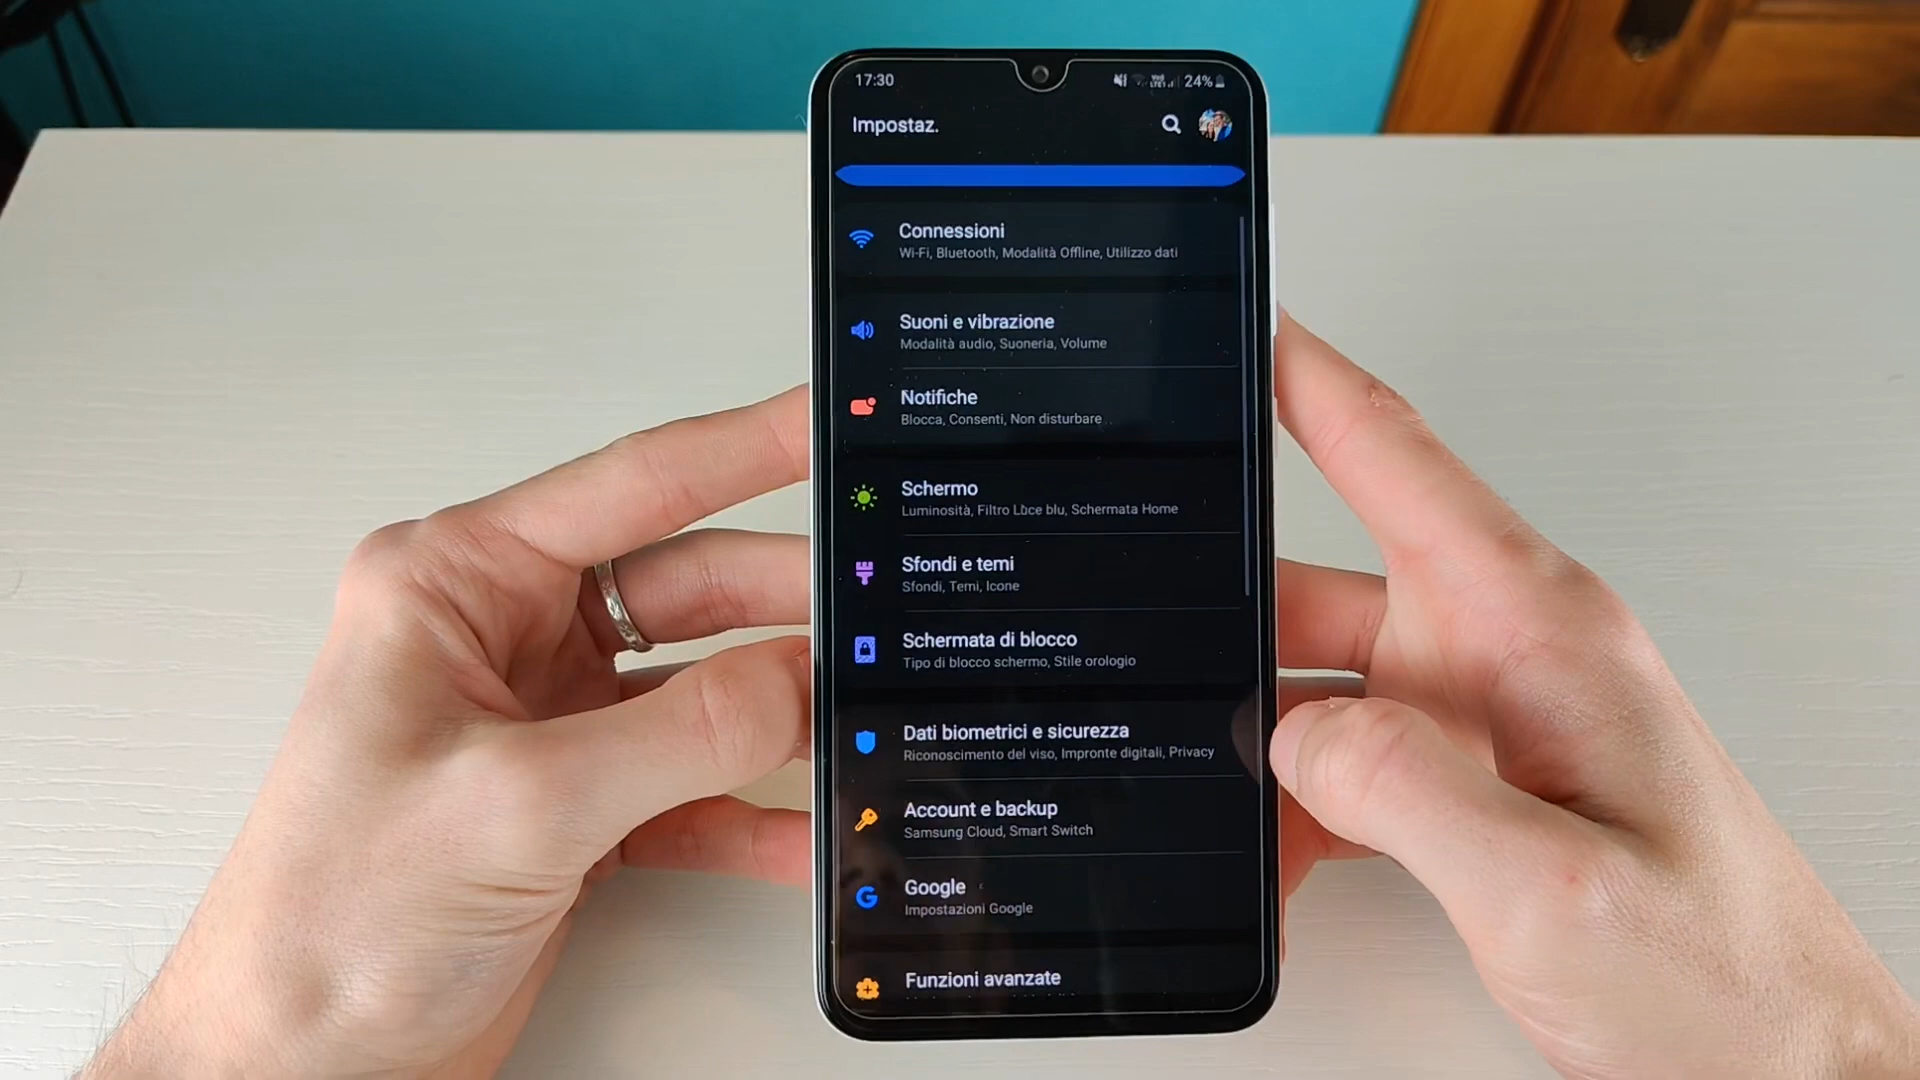 17:30
24%
Impostaz.
Connessioni
Wi-Fi, Bluetooth, Modalità Offline, Utilizzo dati
Suoni e vibrazione
Modalità audio, Suoneria, Volume
Notifiche
Blocca, Consenti, Non disturbare
Schermo
Luminosità, Filtro Luce blu, Schermata Home
Sfondi e temi
Sfondi, Temi, Icone
Schermata di blocco
Tipo di blocco schermo, Stile orologio
Dati biometrici e sicurezza
Riconoscimento del viso, Impronte digitali, Privacy
Account e backup
Samsung Cloud, Smart Switch
Google
Impostazioni Google
Funzioni avanzate